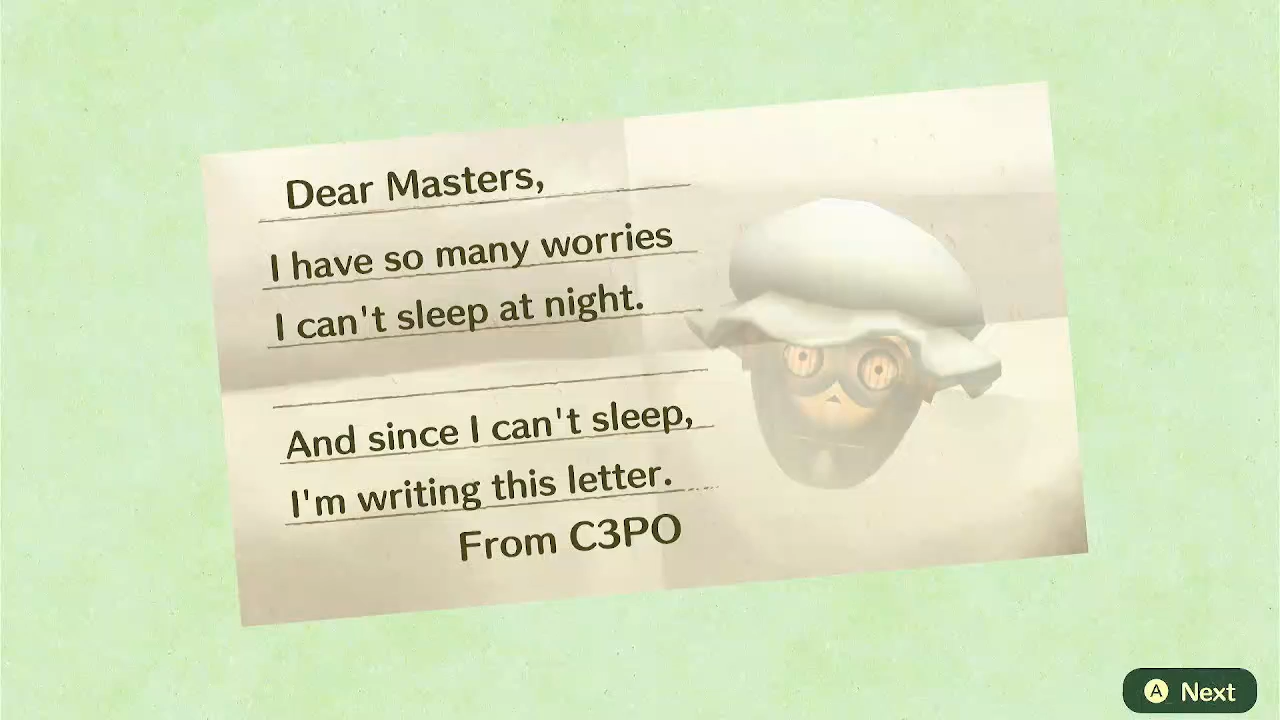 Dear Masters,
I have so many worries
I can't sleep at night.
And since I can't sleep,
I'm writing this letter.
From C3PO
A Next